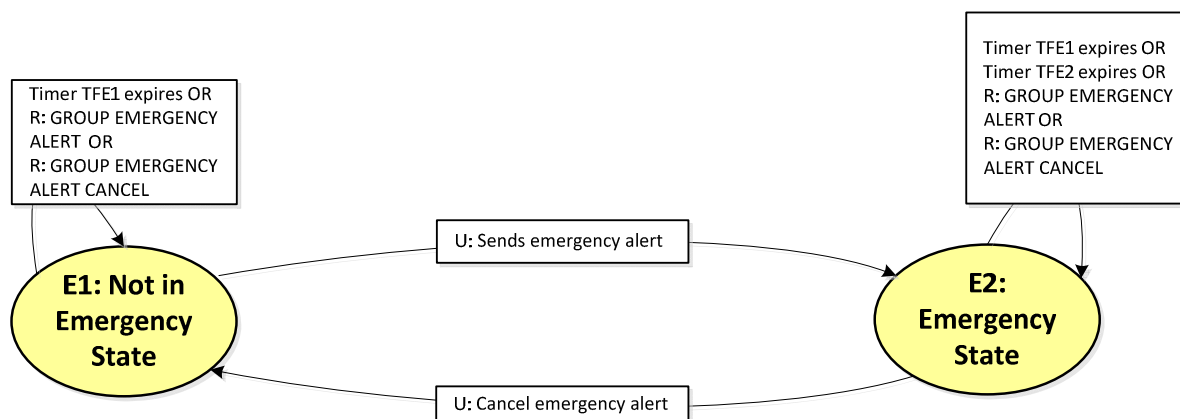 Timer TFE1 expires OR
R: GROUP EMERGENCY
ALERT OR
R: GROUP EMERGENCY
ALERT CANCEL
Timer TFE1 expires OR
Timer TFE2 expires OR
R: GROUP EMERGENCY
ALERT OR
R: GROUP EMERGENCY
ALERT CANCEL
U: Sends emergency alert
E1: Not in
Emergency
State
E2:
Emergency
State
U: Cancel emergency alert